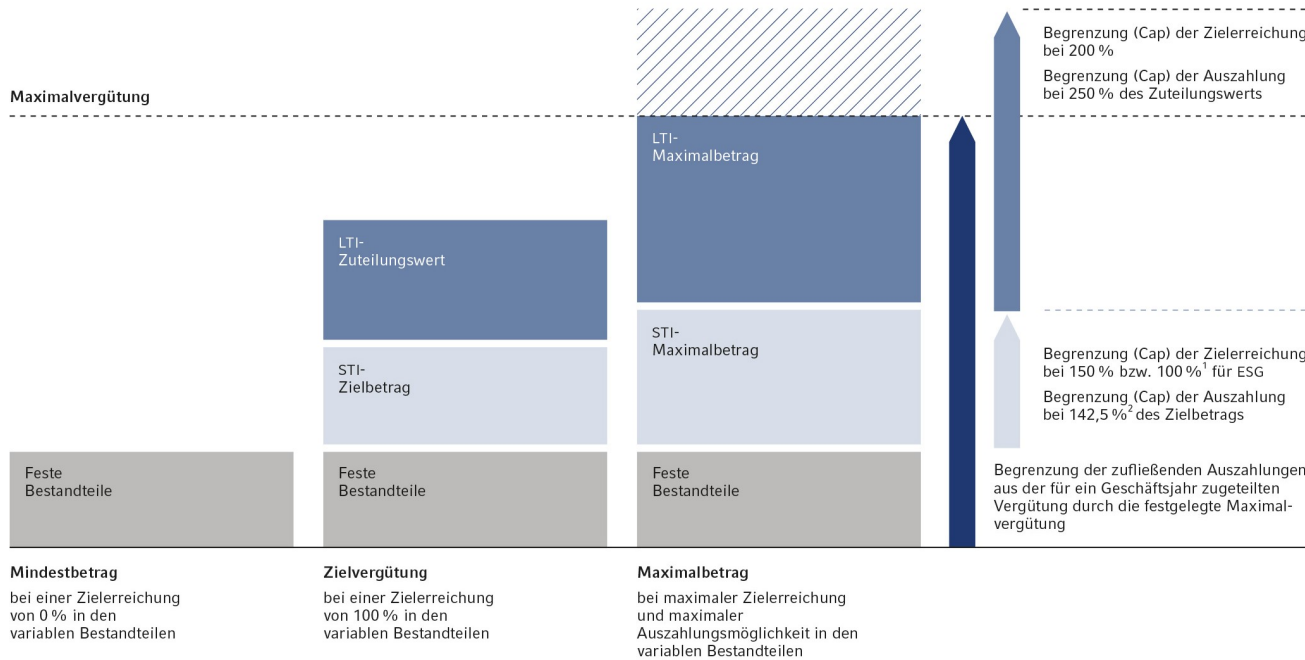 Maximalvergütung
Begrenzung (Cap) der Zielerreichung
bei 200 %
Begrenzung (Cap) der Auszahlung
bei 250 % des Zuteilungswerts
LTI-
Maximalbetrag
LTI-
Zuteilungswert
STI-
Maximalbetrag
STI-
Zielbetrag
Begrenzung (Cap) der Zielerreichung
bei 150 % bzw. 100 %¹ für ESG
Begrenzung (Cap) der Auszahlung
bei 142,5 %² des Zielbetrags
Feste
Bestandteile
Feste
Bestandteile
Feste
Bestandteile
Begrenzung der zufließenden Auszahlungen
aus der für ein Geschäftsjahr zugeteilten
Vergütung durch die festgelegte Maximal-
vergütung
Mindestbetrag
bei einer Zielerreichung
von 0 % in den
variablen Bestandteilen
Zielvergütung
bei einer Zielerreichung
von 100 % in den
variablen Bestandteilen
Maximalbetrag
bei maximaler Zielerreichung
und maximaler
Auszahlungsmöglichkeit in den
variablen Bestandteilen